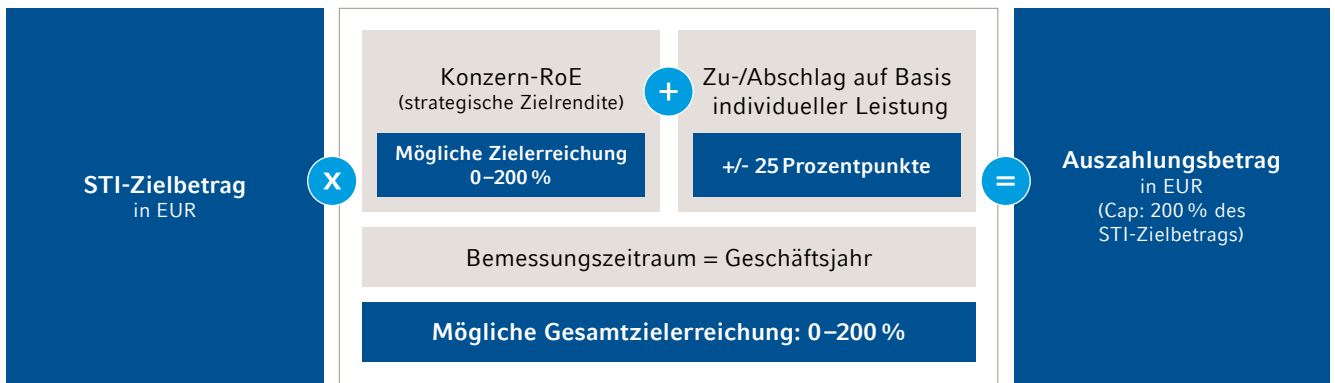 STI-Zielbetrag
in EUR
x
Konzern-RoE
(strategische Zielrendite)
Mögliche Zielerreichung
0–200 %
+
Zu-/Abschlag auf Basis
individueller Leistung
+/- 25 Prozentpunkte
Bemessungszeitraum = Geschäftsjahr
Mögliche Gesamtzielerreichung: 0–200 %
=
Auszahlungsbetrag
in EUR
(Cap: 200 % des
STI-Zielbetrags)